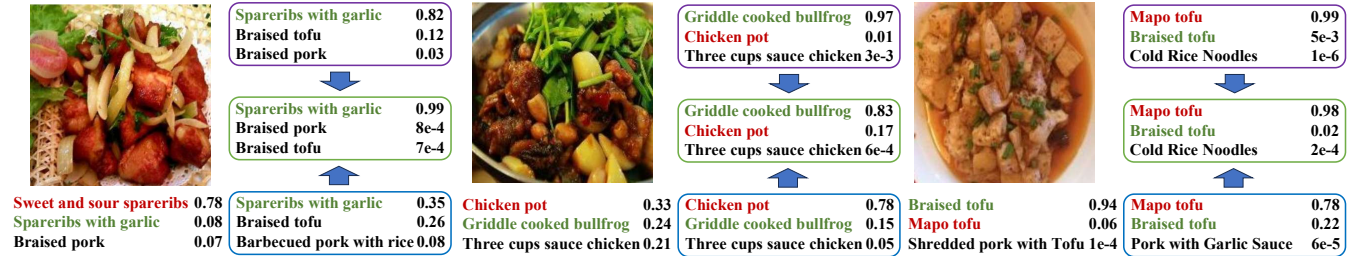 Spareribs with garlic 0.82
Braised tofu 0.12
Braised pork 0.03
Spareribs with garlic 0.99
Braised pork 8e-4
Braised tofu 7e-4
Sweet and sour spareribs 0.78
Spareribs with garlic 0.08
Braised pork 0.07
Spareribs with garlic 0.35
Braised tofu 0.26
Barbecued pork with rice 0.08
Griddle cooked bullfrog 0.97
Chicken pot 0.01
Three cups sauce chicken 3e-3
Griddle cooked bullfrog 0.83
Chicken pot 0.17
Three cups sauce chicken 6e-4
Chicken pot 0.33
Griddle cooked bullfrog 0.24
Three cups sauce chicken 0.21
Chicken pot 0.78
Griddle cooked bullfrog 0.15
Three cups sauce chicken 0.05
Mapo tofu 0.99
Braised tofu 5e-3
Cold Rice Noodles 1e-6
Mapo tofu 0.98
Braised tofu 0.02
Cold Rice Noodles 2e-4
Braised tofu 0.94
Mapo tofu 0.06
Shredded pork with Tofu 1e-4
Mapo tofu 0.78
Braised tofu 0.22
Pork with Garlic Sauce 6e-5